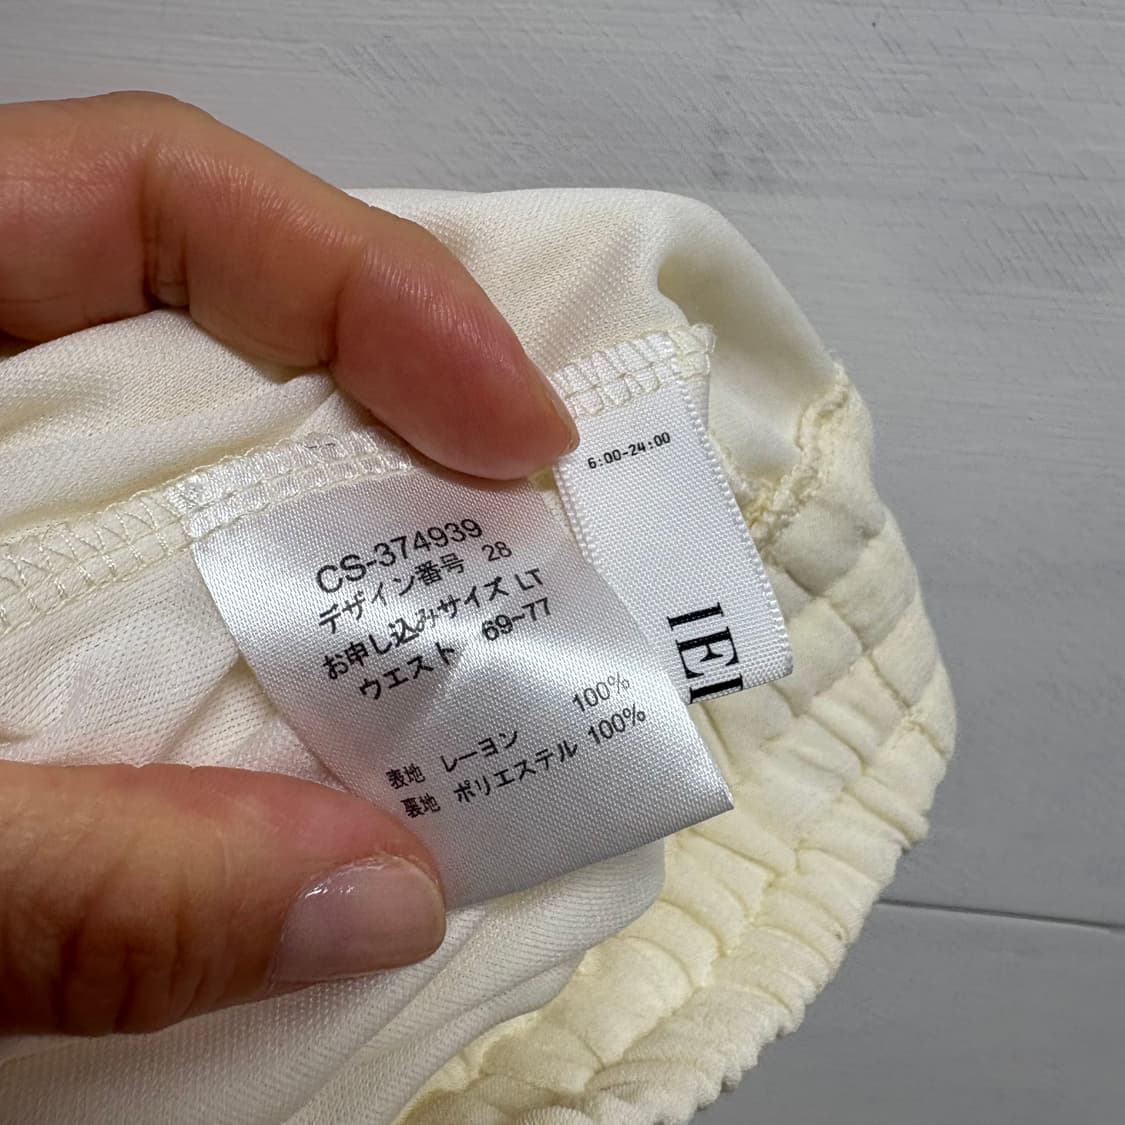 CS-374939
デザイン番号 28
お申し込みサイズ LT
ウエスト 69-77
表地 レーヨン 100%
裏地 ポリエステル 100%
6:00-24:00